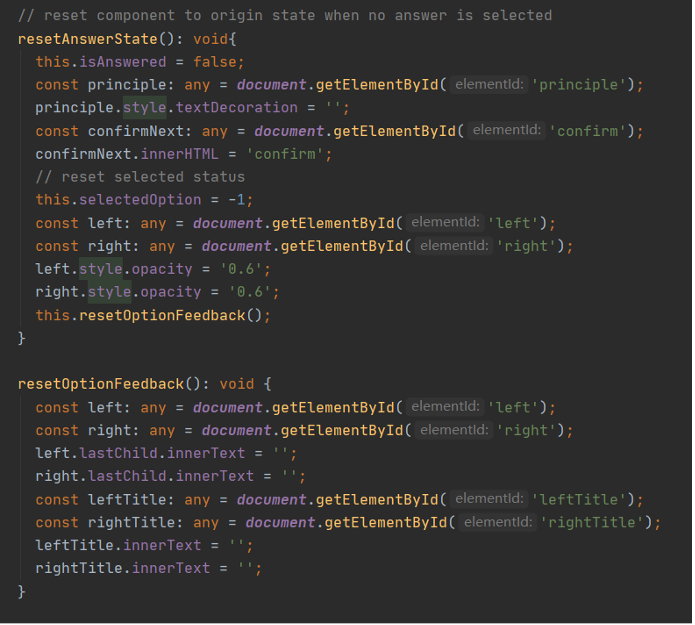 // reset component to origin state when no answer is selected
resetAnswerState(): void{
  this.isAnswered = false;
  const principle: any = document.getElementById( elementId: 'principle');
  principle.style.textDecoration = '';
  const confirmNext: any = document.getElementById( elementId: 'confirm');
  confirmNext.innerHTML = 'confirm';
  // reset selected status
  this.selectedOption = -1;
  const left: any = document.getElementById( elementId: 'left');
  const right: any = document.getElementById( elementId: 'right');
  left.style.opacity = '0.6';
  right.style.opacity = '0.6';
  this.resetOptionFeedback();
}
resetOptionFeedback(): void {
  const left: any = document.getElementById( elementId: 'left');
  const right: any = document.getElementById( elementId: 'right');
  left.lastChild.innerText = '';
  right.lastChild.innerText = '';
  const leftTitle: any = document.getElementById( elementId: 'leftTitle');
  const rightTitle: any = document.getElementById( elementId: 'rightTitle');
  leftTitle.innerText = '';
  rightTitle.innerText = '';
}